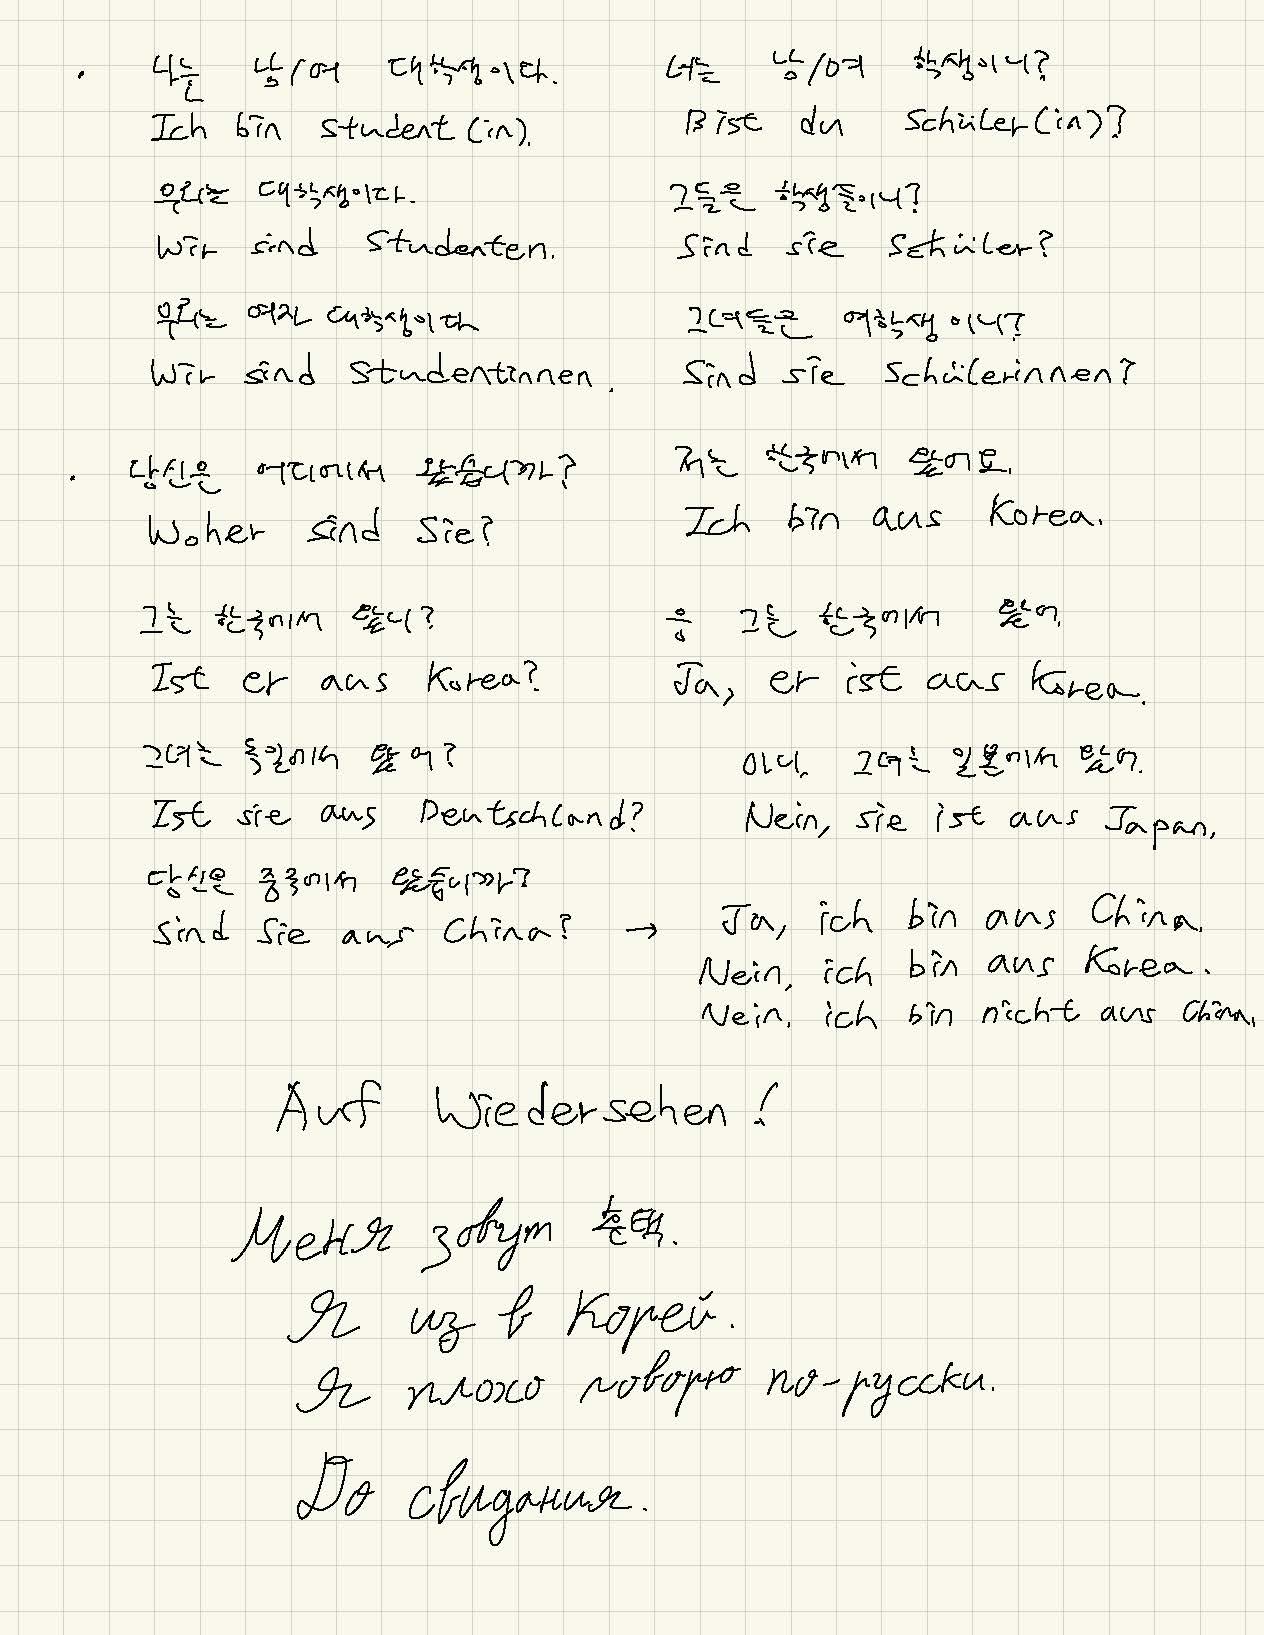 · 나는 남/여 대학생이다. 너는 남/여 학생이니?
Ich bin student(in). Bist du Schüler(in)?
우리는 대학생이다. 그들은 학생들이니?
Wir sind Studenten. Sind sie Schüler?
우리는 여자 대학생이다 그녀들은 여학생이니?
Wir sind Studentinnen. Sind sie Schülerinnen?
· 당신은 어디에서 왔습니까? 저는 한국에서 왔어요.
Woher sind Sie? Ich bin aus Korea.
그는 한국에서 왔니? 응 그는 한국에서 왔어.
Ist er aus Korea? Ja, er ist aus Korea.
그녀는 독일에서 왔어? 아니, 그녀는 일본에서 왔어.
Ist sie aus Deutschland? Nein, sie ist aus Japan.
당신은 중국에서 왔습니까?
Sind Sie aus China? → Ja, ich bin aus China.
Nein, ich bin aus Korea.
Nein, ich bin nicht aus China.
Auf Wiedersehen!
Меня зовут 훈택.
Я из в Корей.
Я плохо говорю по-русски.
До свидания.